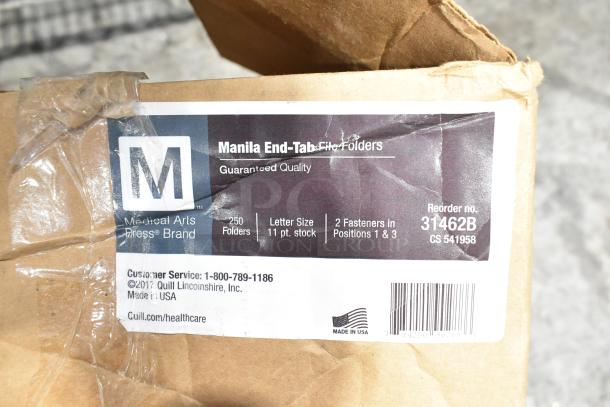 M
™
Medical Arts
Press® Brand
Manila End-Tab File Folders
Guaranteed Quality
250
Folders
Letter Size
11 pt. stock
2 Fasteners in
Positions 1 & 3
Reorder no.
31462B
CS 541958
Customer Service: 1-800-789-1186
©2017 Quill Lincolnshire, Inc.
Made in USA
Quill.com/healthcare
MADE IN USA